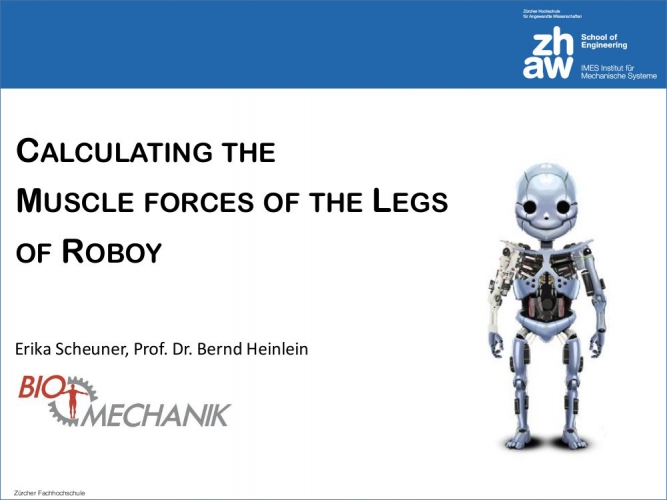 Zürcher Hochschule
für Angewandte Wissenschaften
zh
aw
School of
Engineering
IMES Institut für
Mechanische Systeme
CALCULATING THE
MUSCLE FORCES OF THE LEGS
OF ROBOY
Erika Scheuner, Prof. Dr. Bernd Heinlein
BIO
MECHANIK
Zürcher Fachhochschule